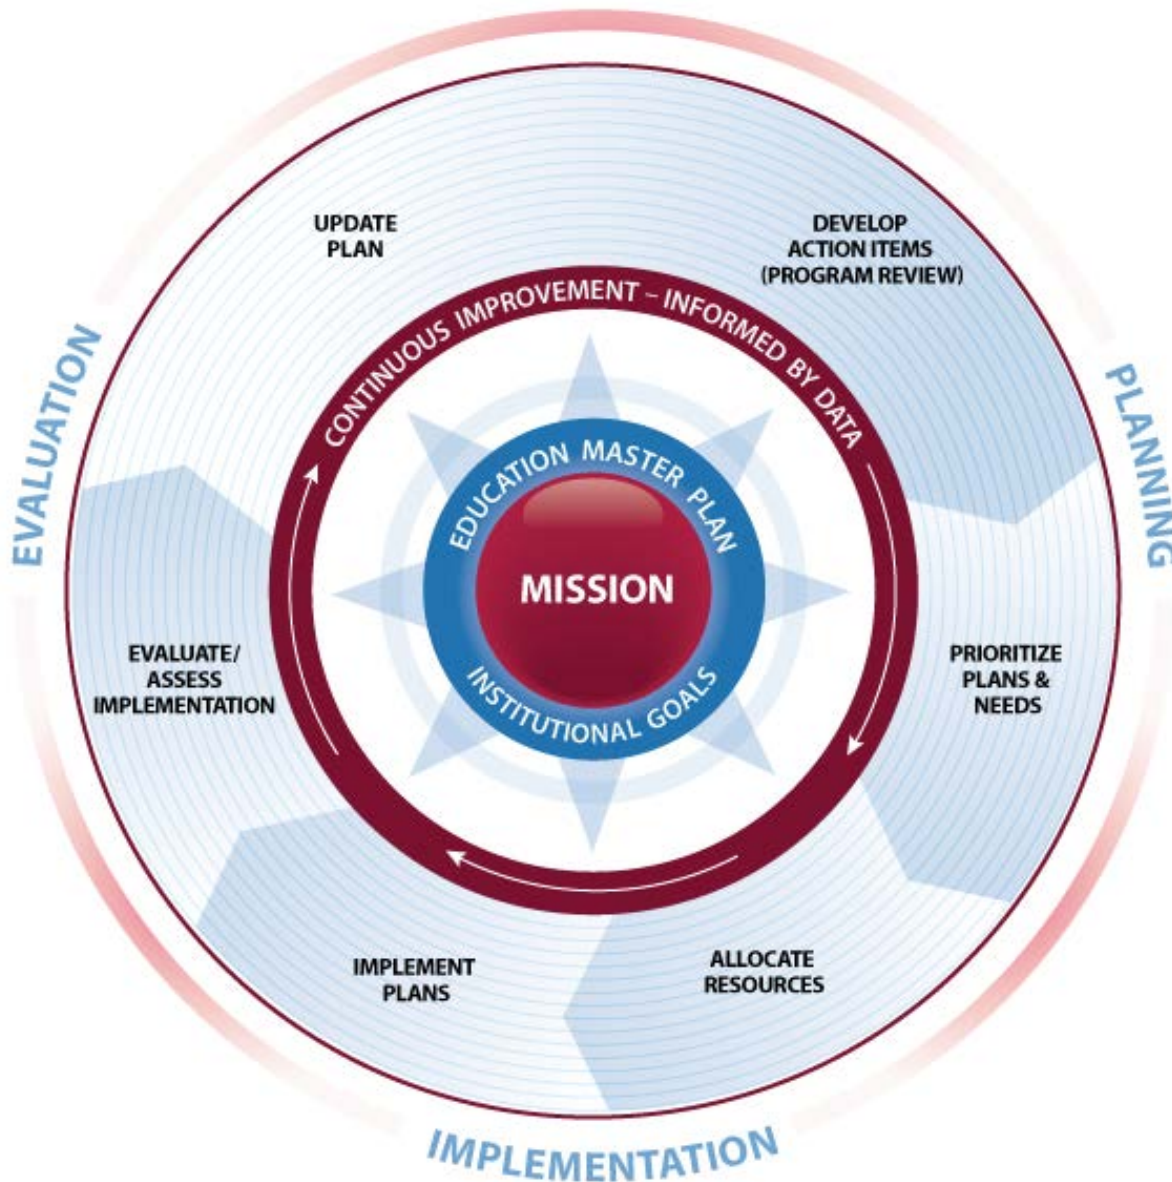 UPDATE
PLAN
DEVELOP
ACTION ITEMS
(PROGRAM REVIEW)
CONTINUOUS IMPROVEMENT – INFORMED BY DATA
EVALUATION
PLANNING
EDUCATION MASTER PLAN
MISSION
INSTITUTIONAL GOALS
EVALUATE/
ASSESS
IMPLEMENTATION
PRIORITIZE
PLANS &
NEEDS
IMPLEMENT
PLANS
ALLOCATE
RESOURCES
IMPLEMENTATION